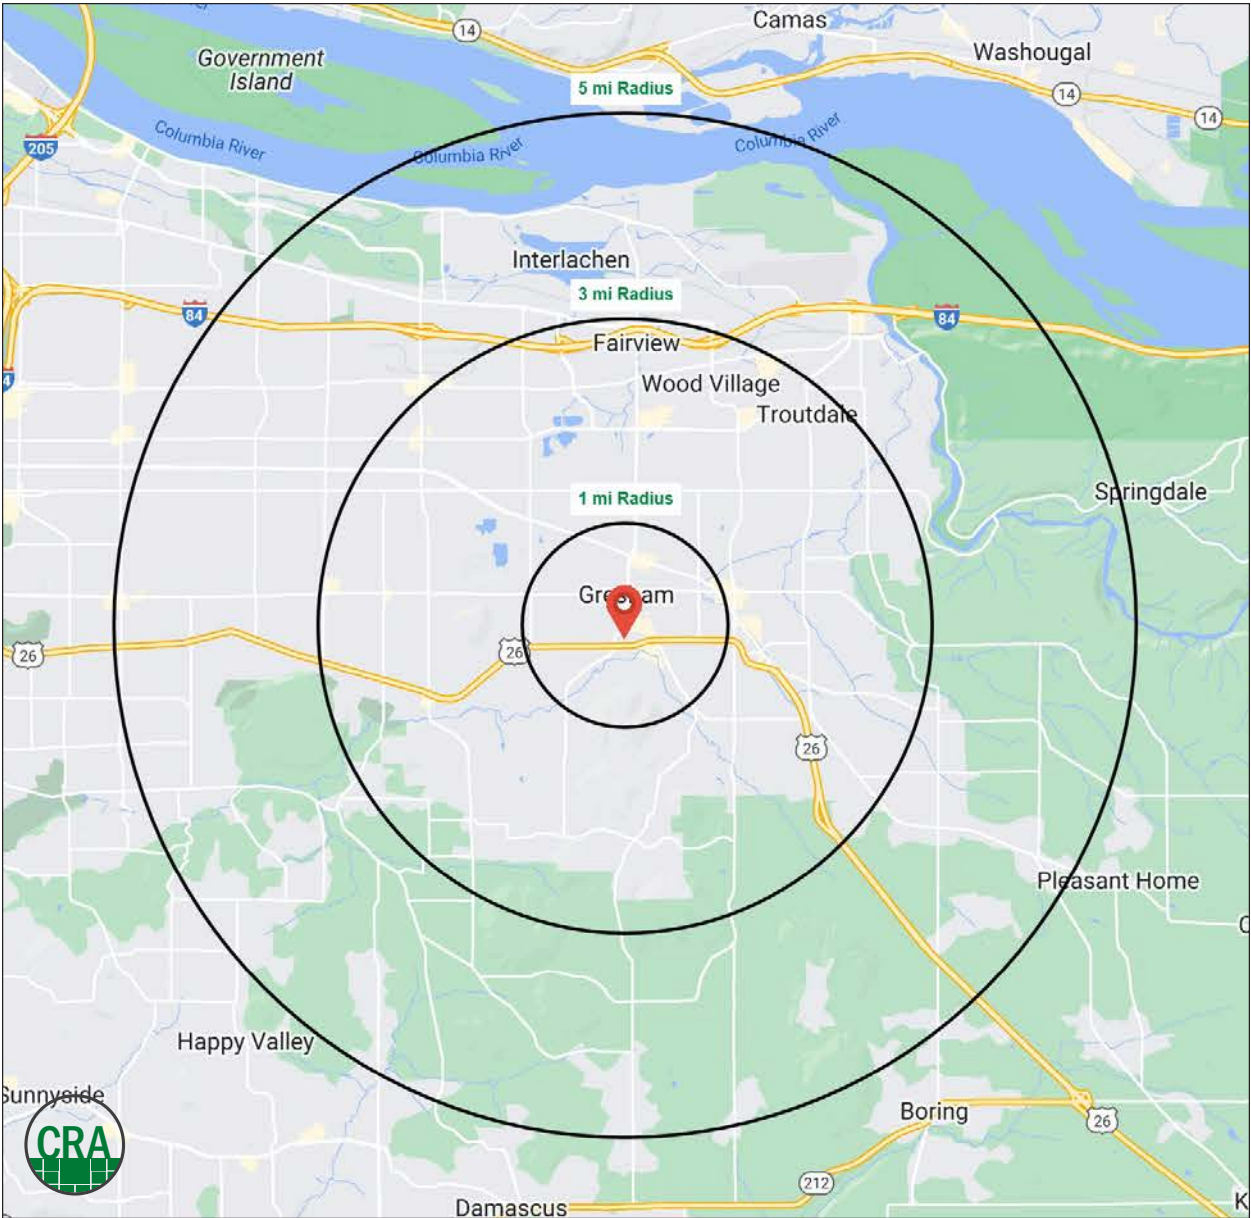 Camas
14
Government
Island
Washougal
5 mi Radius
14
14
205
Columbia River
Columbia River
Columbia River
Interlachen
3 mi Radius
84
84
Fairview
4
Wood Village
Troutdale
1 mi Radius
Springdale
Gresham
26
26
26
Pleasant Home
Happy Valley
Sunnyside
Boring
26
CRA
212
Damascus
K